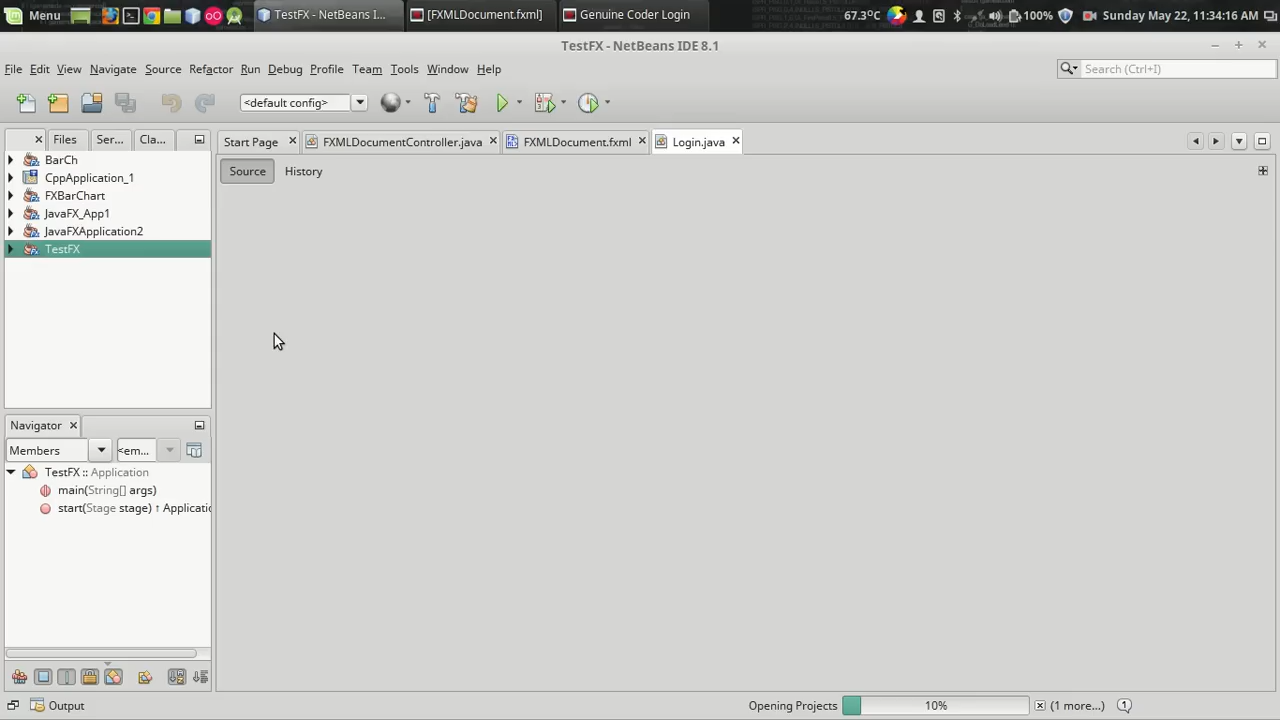 Menu
TestFX - NetBeans I...
[FXMLDocument.fxml]
Genuine Coder Login
67.3°C
100%
Sunday May 22, 11:34:16 AM
TestFX - NetBeans IDE 8.1
File Edit View Navigate Source Refactor Run Debug Profile Team Tools Window Help
Search (Ctrl+I)
<default config>
Files Ser... Cla...
Start Page FXMLDocumentController.java FXMLDocument.fxml Login.java
Source History
BarCh
CppApplication_1
FXBarChart
JavaFX_App1
JavaFXApplication2
TestFX
Navigator
Members <em...
TestFX :: Application
main(String[] args)
start(Stage stage) ↑ Applicatio
Output
Opening Projects 10% (1 more...) 1